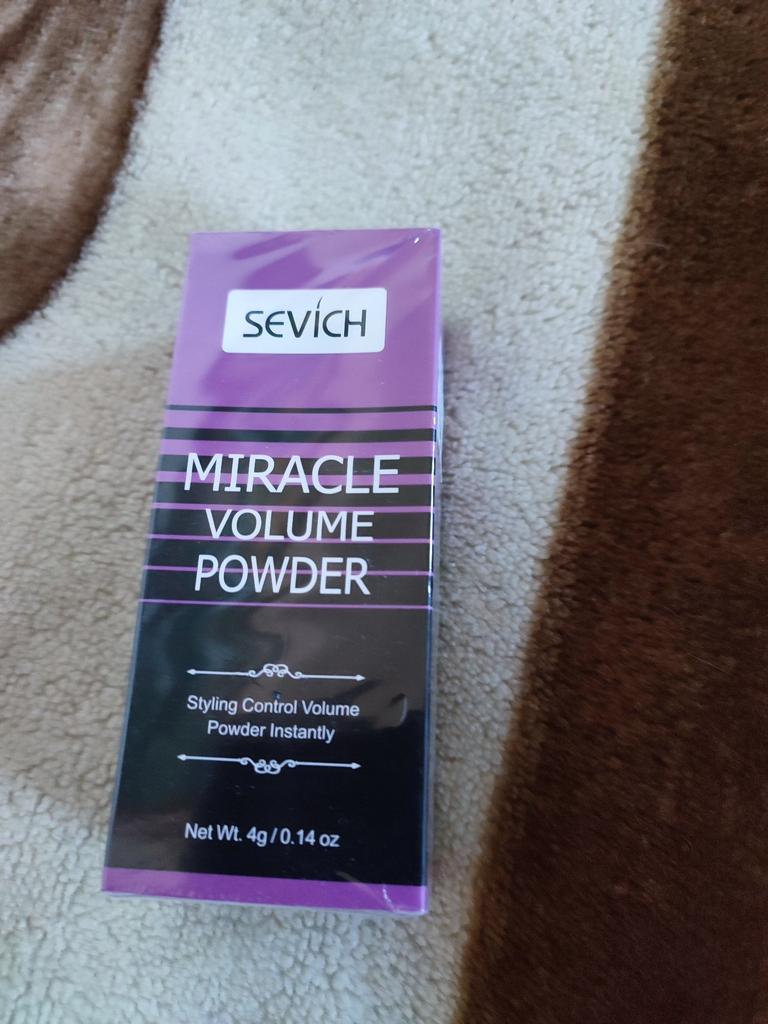 SEVICH
MIRACLE
VOLUME
POWDER
Styling Control Volume
Powder Instantly
Net Wt. 4g / 0.14 oz